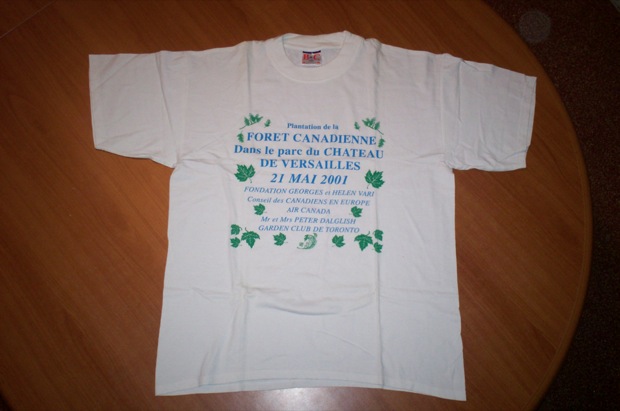 B&C
Plantation de la
FORET CANADIENNE
Dans le parc du CHATEAU
DE VERSAILLES
21 MAI 2001
FONDATION GEORGES et HELEN VARI
Conseil des CANADIENS EN EUROPE
AIR CANADA
Mr et Mrs PETER DALGLISH
GARDEN CLUB DE TORONTO